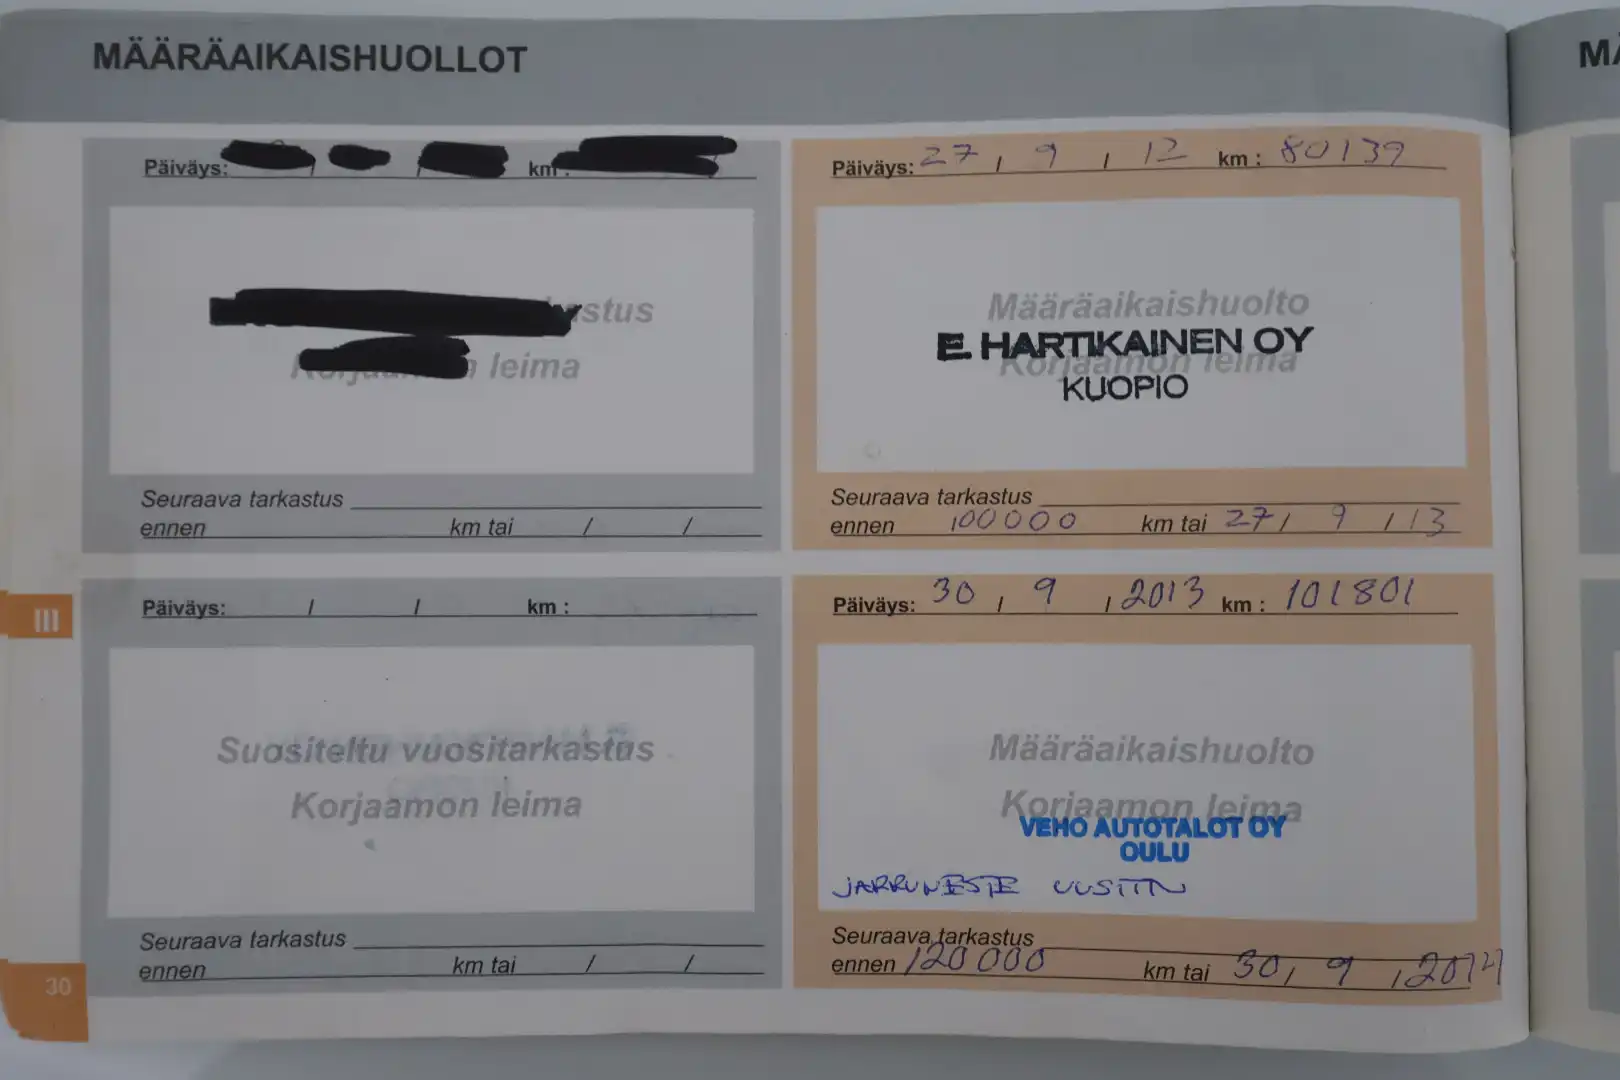 MÄÄRÄAIKAISHUOLLOT
Päiväys: km :
leima
Seuraava tarkastus
ennen km tai / /
Päiväys: 27 / 9 / 12 km : 80139
Määräaikaishuolto
E. HARTIKAINEN OY
Korjaamon leima
KUOPIO
Seuraava tarkastus
ennen 100000 km tai 27 / 9 / 13
Päiväys: / / km :
Suositeltu vuositarkastus
Korjaamon leima
Seuraava tarkastus
ennen km tai / /
Päiväys: 30 / 9 / 2013 km : 101801
Määräaikaishuolto
Korjaamon leima
VEHO AUTOTALOT OY
OULU
JARRUNESTE UUSITTU
Seuraava tarkastus
ennen 120 000 km tai 30 / 9 / 2014
III
30